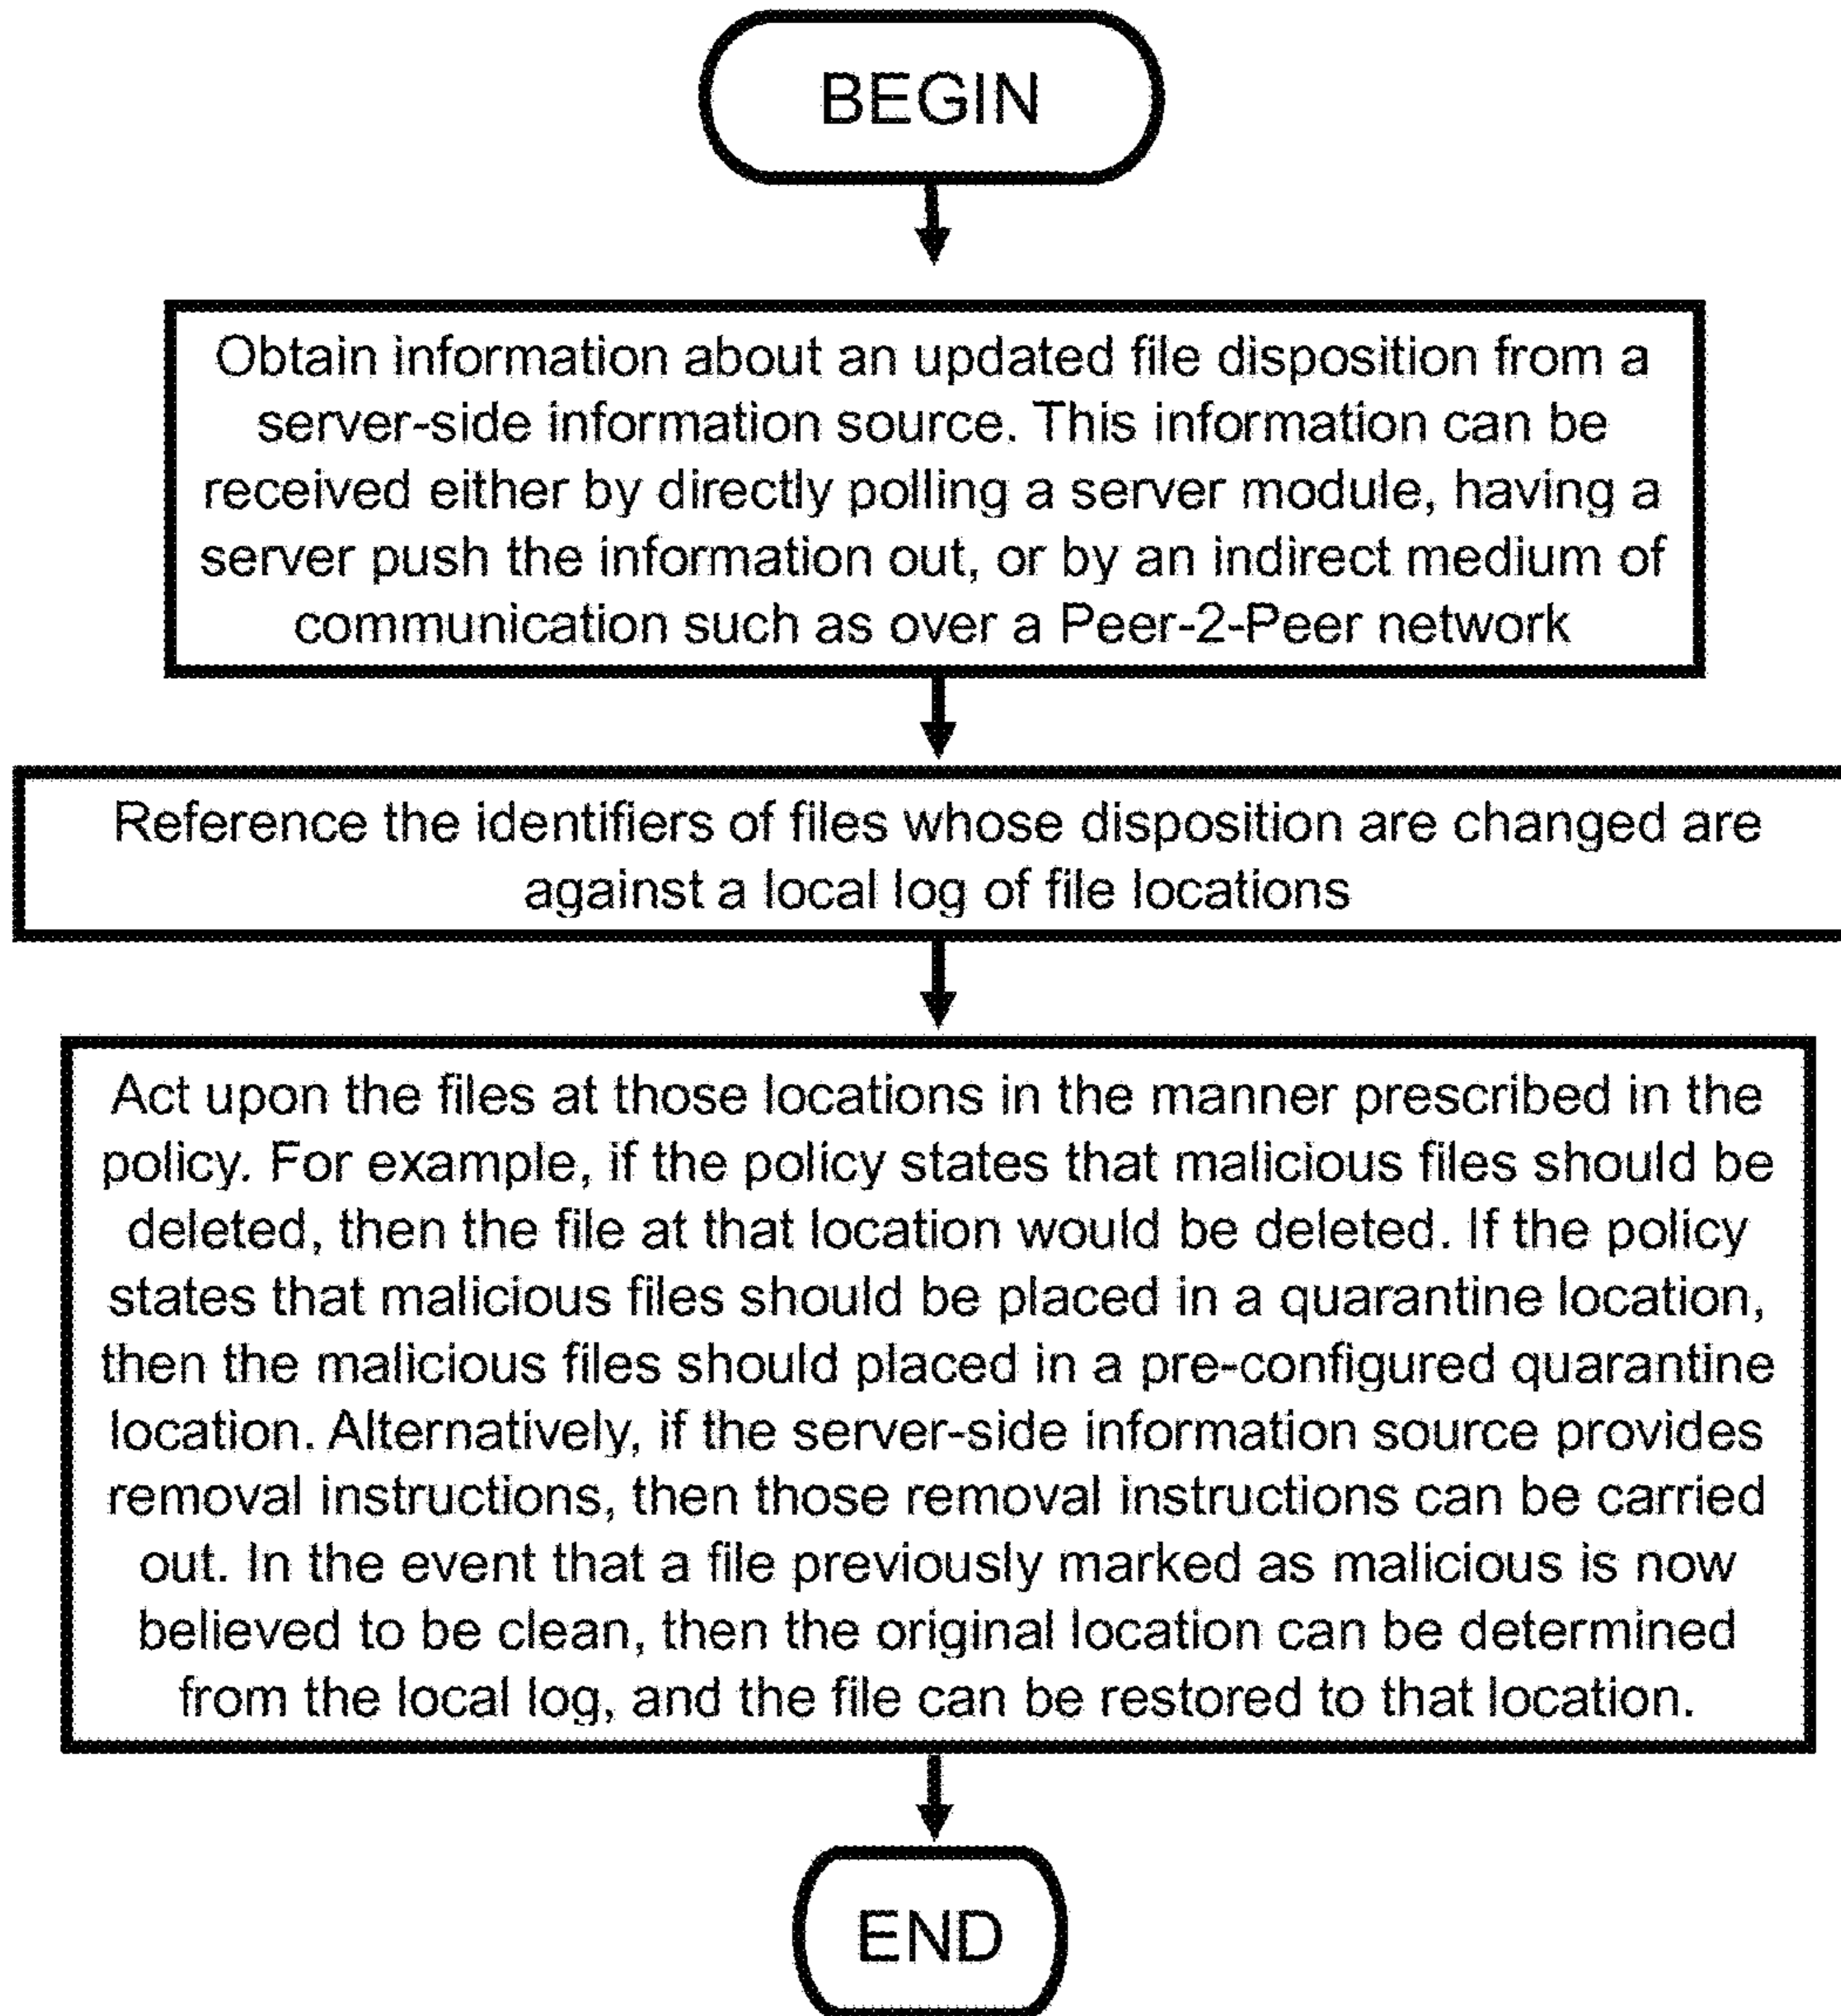 BEGIN
Obtain information about an updated file disposition from a
server-side information source. This information can be
received either by directly polling a server module, having a
server push the information out, or by an indirect medium of
communication such as over a Peer-2-Peer network
Reference the identifiers of files whose disposition are changed are
against a local log of file locations
Act upon the files at those locations in the manner prescribed in the
policy. For example, if the policy states that malicious files should be
deleted, then the file at that location would be deleted. If the policy
states that malicious files should be placed in a quarantine location,
then the malicious files should placed in a pre-configured quarantine
location. Alternatively, if the server-side information source provides
removal instructions, then those removal instructions can be carried
out. In the event that a file previously marked as malicious is now
believed to be clean, then the original location can be determined
from the local log, and the file can be restored to that location.
END